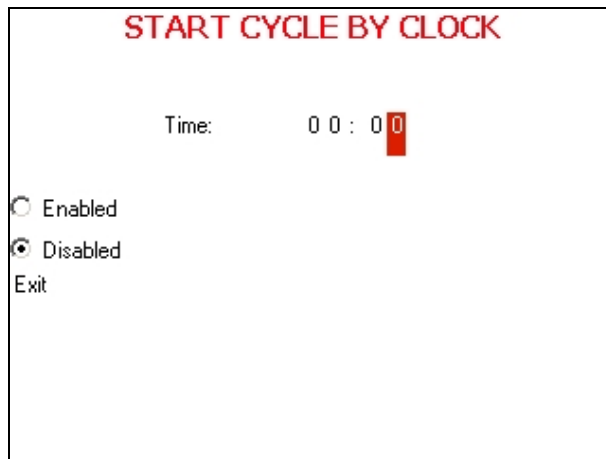 START CYCLE BY CLOCK
Time: 0 0 : 0 0
Enabled
Disabled
Exit